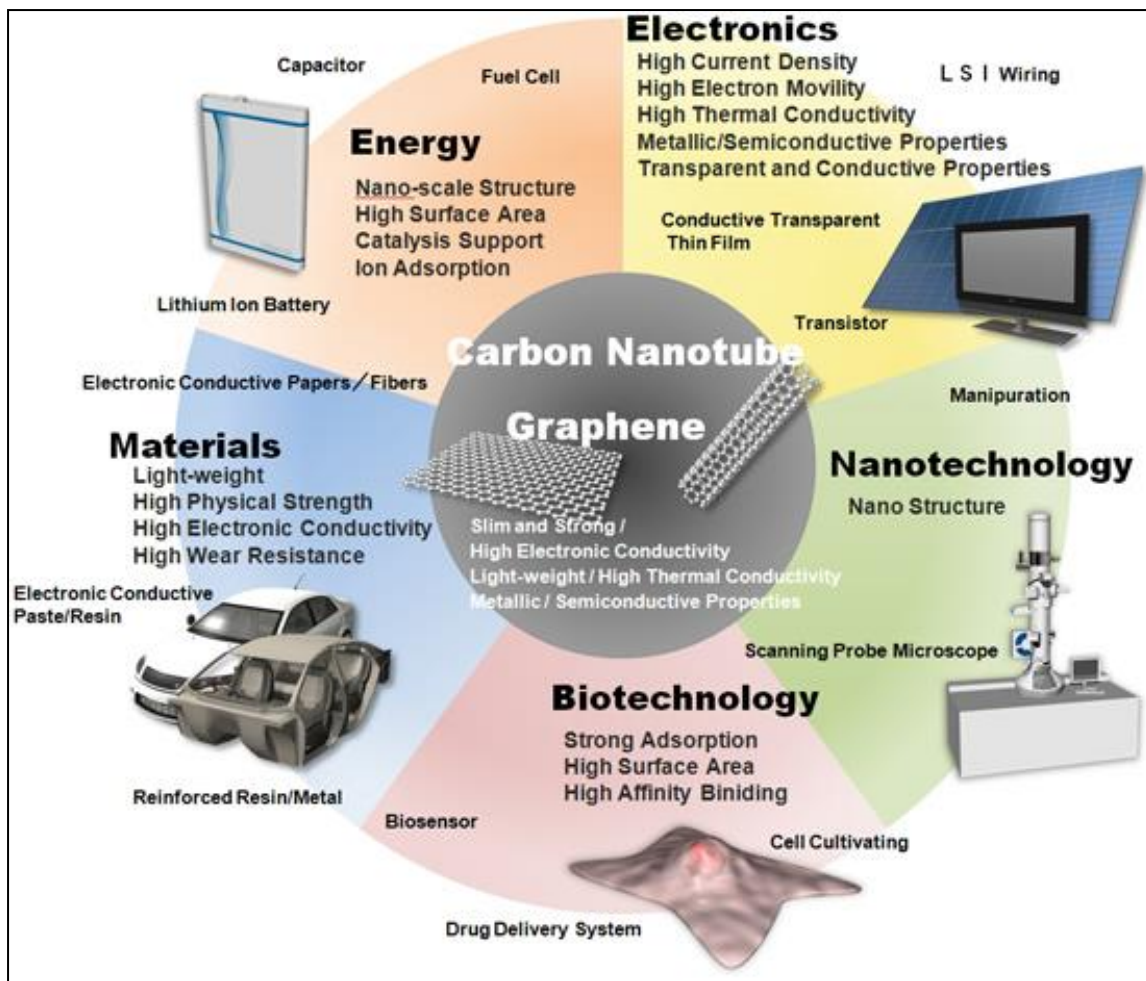 Electronics
High Current Density
High Electron Movility
High Thermal Conductivity
Metallic/Semiconductive Properties
Transparent and Conductive Properties
L S I Wiring
Conductive Transparent
Thin Film
Transistor
Capacitor
Fuel Cell
Energy
Nano-scale Structure
High Surface Area
Catalysis Support
Ion Adsorption
Lithium Ion Battery
Carbon Nanotube
Graphene
Slim and Strong /
High Electronic Conductivity
Light-weight / High Thermal Conductivity
Metallic / Semiconductive Properties
Electronic Conductive Papers／Fibers
Materials
Light-weight
High Physical Strength
High Electronic Conductivity
High Wear Resistance
Electronic Conductive
Paste/Resin
Reinforced Resin/Metal
Manipuration
Nanotechnology
Nano Structure
Scanning Probe Microscope
Biotechnology
Strong Adsorption
High Surface Area
High Affinity Biniding
Biosensor
Cell Cultivating
Drug Delivery System